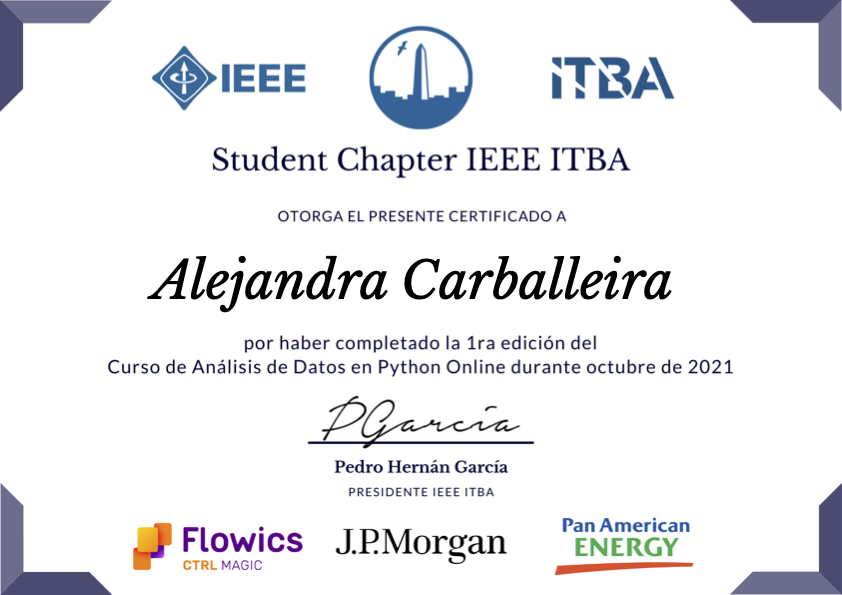 IEEE
ITBA
Student Chapter IEEE ITBA
OTORGA EL PRESENTE CERTIFICADO A
Alejandra Carballeira
por haber completado la 1ra edición del
Curso de Análisis de Datos en Python Online durante octubre de 2021
PGarcía
Pedro Hernán García
PRESIDENTE IEEE ITBA
Flowics
CTRL MAGIC
J.P.Morgan
Pan American
ENERGY